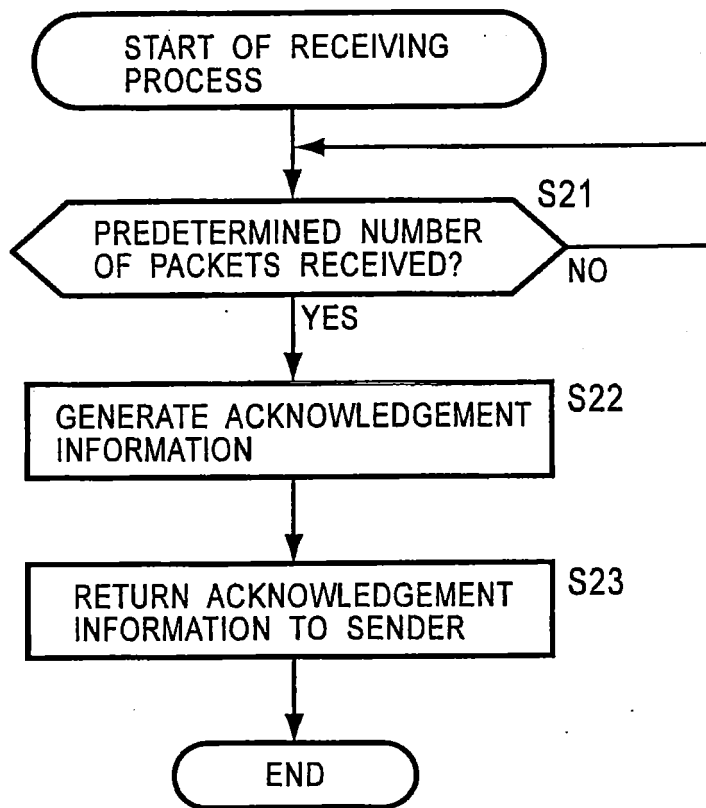 START OF RECEIVING
PROCESS
S21
PREDETERMINED NUMBER
OF PACKETS RECEIVED?
NO
YES
S22
GENERATE ACKNOWLEDGEMENT
INFORMATION
S23
RETURN ACKNOWLEDGEMENT
INFORMATION TO SENDER
END